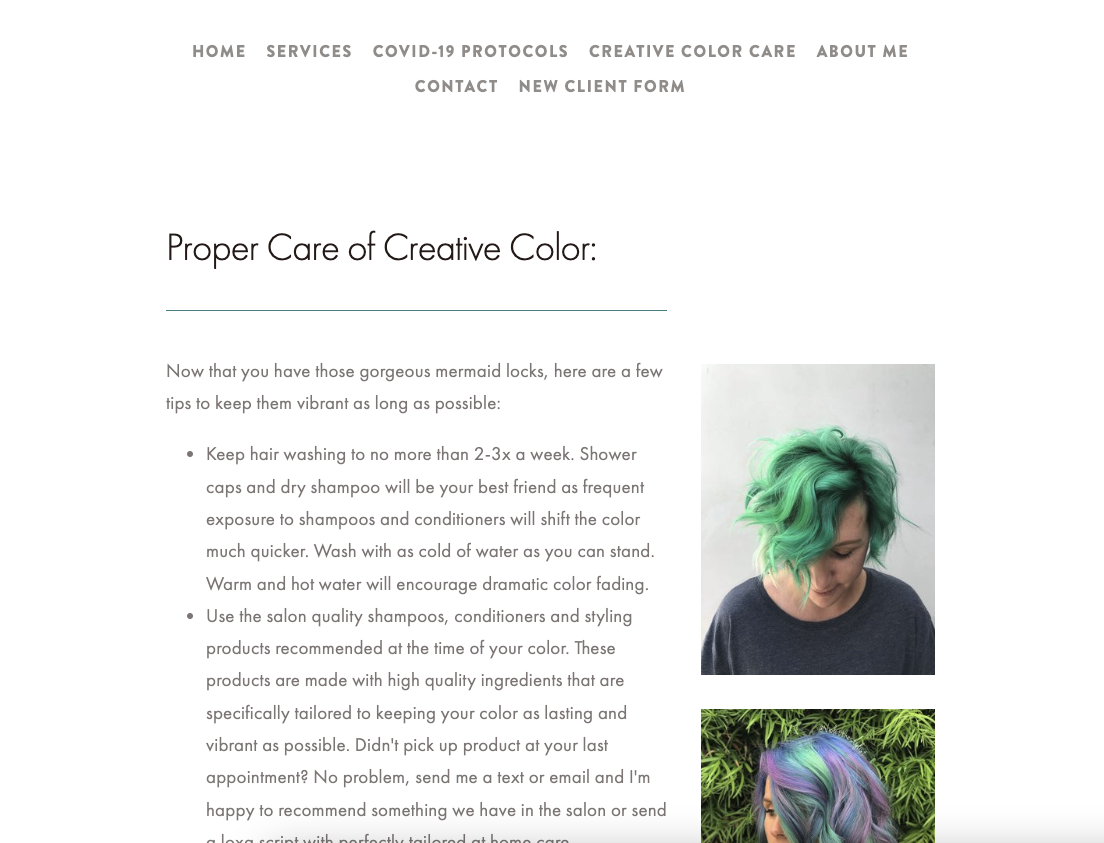 HOME SERVICES COVID-19 PROTOCOLS CREATIVE COLOR CARE ABOUT ME
CONTACT NEW CLIENT FORM
Proper Care of Creative Color:
Now that you have those gorgeous mermaid locks, here are a few
tips to keep them vibrant as long as possible:
• Keep hair washing to no more than 2-3x a week. Shower
caps and dry shampoo will be your best friend as frequent
exposure to shampoos and conditioners will shift the color
much quicker. Wash with as cold of water as you can stand.
Warm and hot water will encourage dramatic color fading.
• Use the salon quality shampoos, conditioners and styling
products recommended at the time of your color. These
products are made with high quality ingredients that are
specifically tailored to keeping your color as lasting and
vibrant as possible. Didn't pick up product at your last
appointment? No problem, send me a text or email and I'm
happy to recommend something we have in the salon or send
a loxa script with perfectly tailored at home care